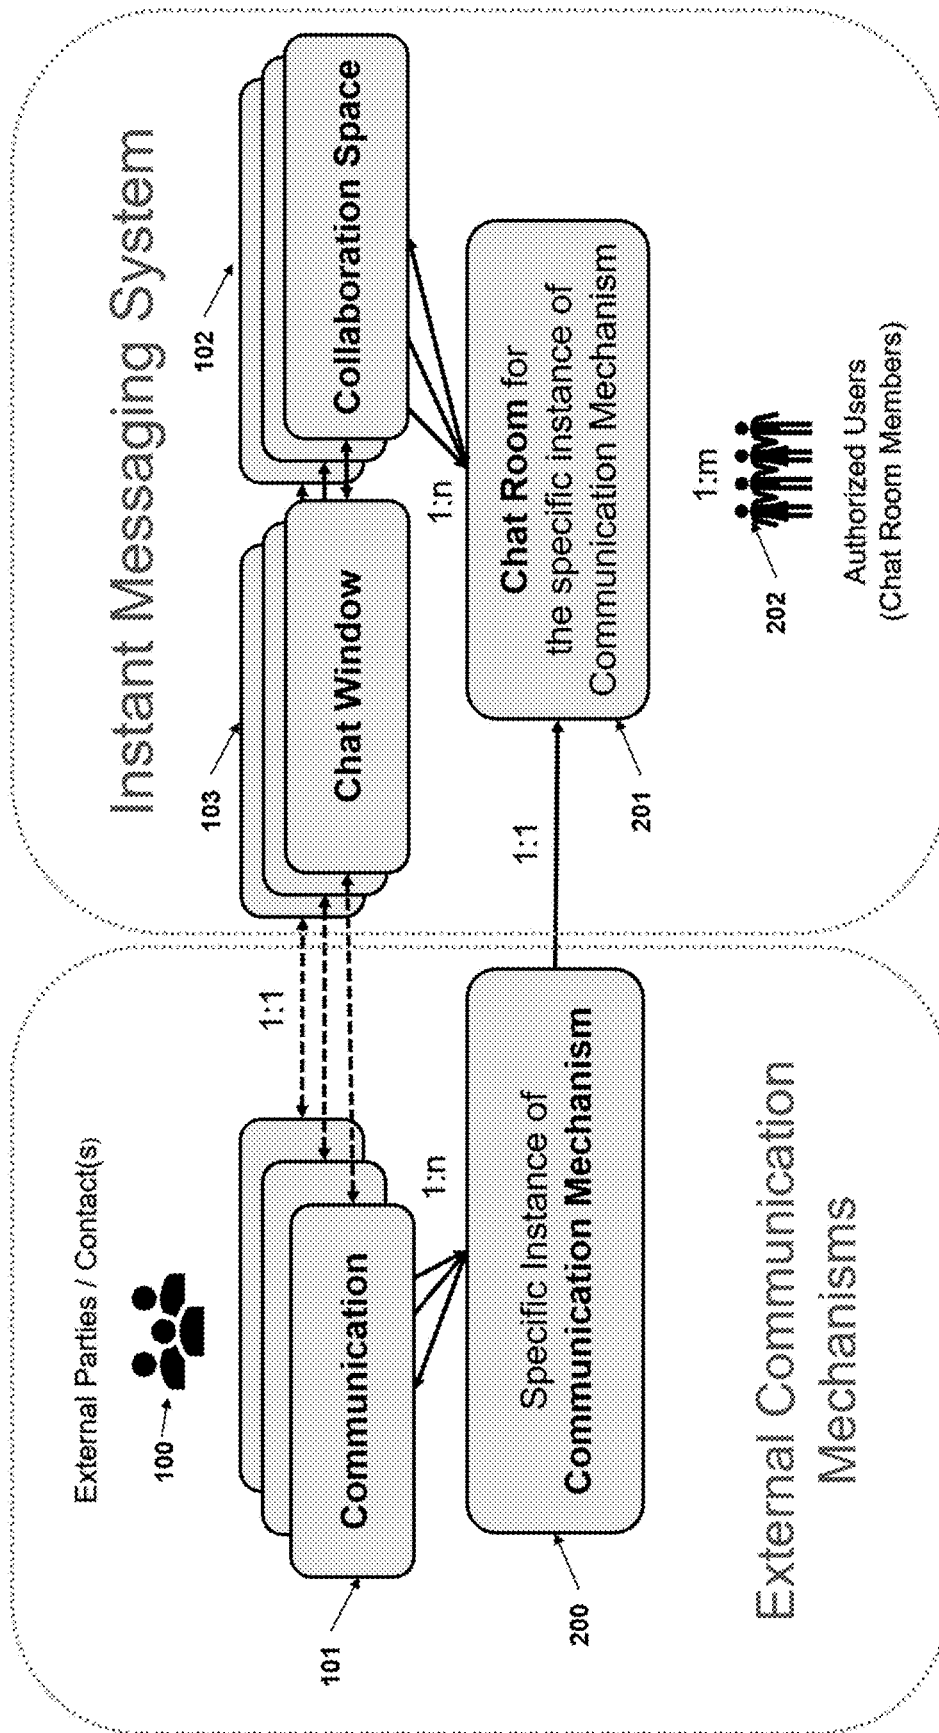 External Communication
Mechanisms
External Parties / Contact(s)
100
Communication
101
1:n
Specific Instance of
Communication Mechanism
200
1:1
1:1
Instant Messaging System
103
Chat Window
102
Collaboration Space
1:n
Chat Room for
the specific instance of
Communication Mechanism
201
1:m
202
Authorized Users
(Chat Room Members)